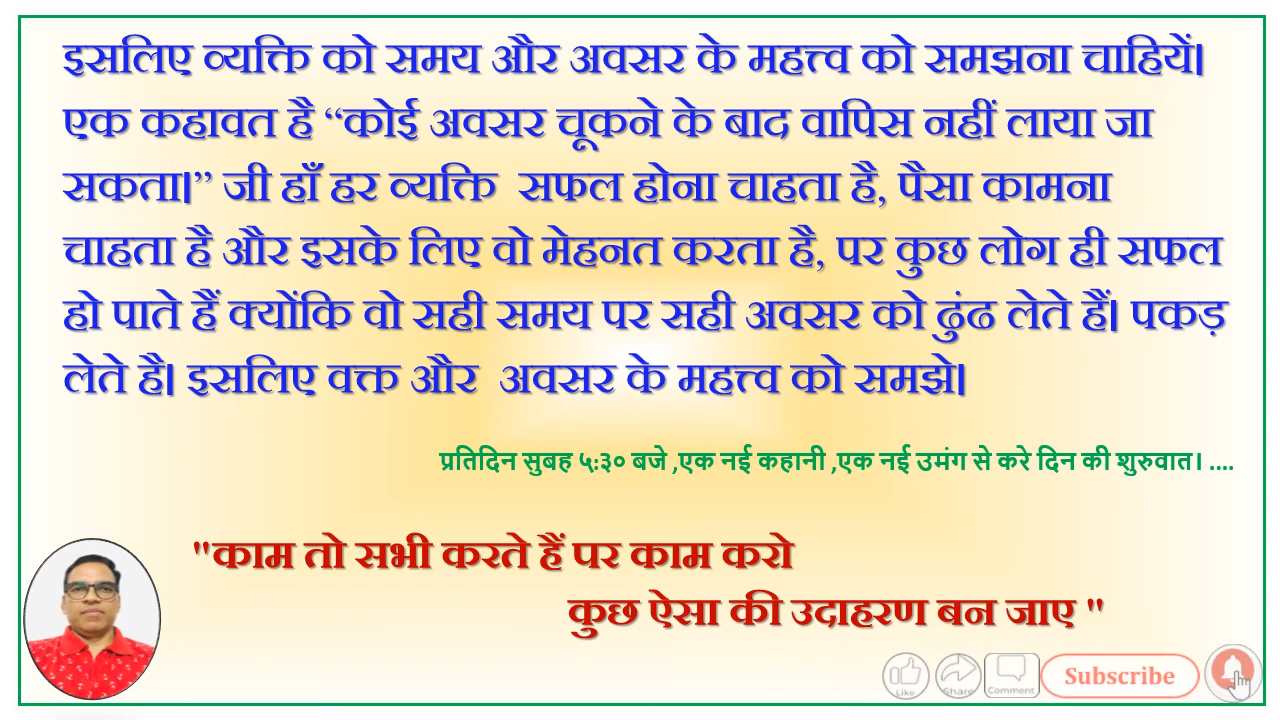 इसलिए व्यक्ति को समय और अवसर के महत्त्व को समझना चाहियें|
एक कहावत है “कोई अवसर चूकने के बाद वापिस नहीं लाया जा
सकता|” जी हाँ हर व्यक्ति सफल होना चाहता है, पैसा कामना
चाहता है और इसके लिए वो मेहनत करता है, पर कुछ लोग ही सफल
हो पाते हैं क्योंकि वो सही समय पर सही अवसर को ढुंढ लेते हैं| पकड़
लेते है| इसलिए वक्त और अवसर के महत्त्व को समझे|
प्रतिदिन सुबह ५:३० बजे ,एक नई कहानी ,एक नई उमंग से करे दिन की शुरुवात। ....
"काम तो सभी करते हैं पर काम करो
कुछ ऐसा की उदाहरण बन जाए "
Like Share Comment Subscribe